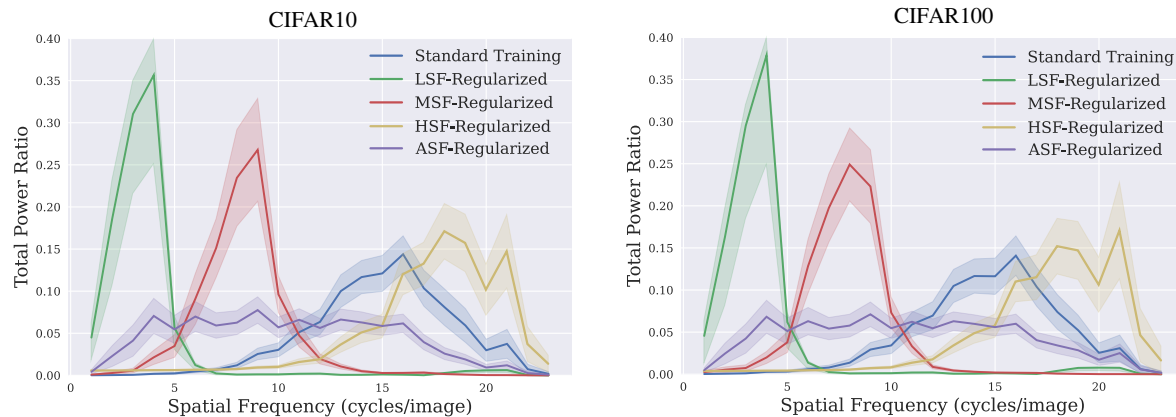 CIFAR10
0.40
0.35
0.30
0.25
0.20
0.15
0.10
0.05
0.00
Total Power Ratio
Standard Training
LSF-Regularized
MSF-Regularized
HSF-Regularized
ASF-Regularized
0 5 10 15 20
Spatial Frequency (cycles/image)
CIFAR100
0.40
0.35
0.30
0.25
0.20
0.15
0.10
0.05
0.00
Total Power Ratio
Standard Training
LSF-Regularized
MSF-Regularized
HSF-Regularized
ASF-Regularized
0 5 10 15 20
Spatial Frequency (cycles/image)